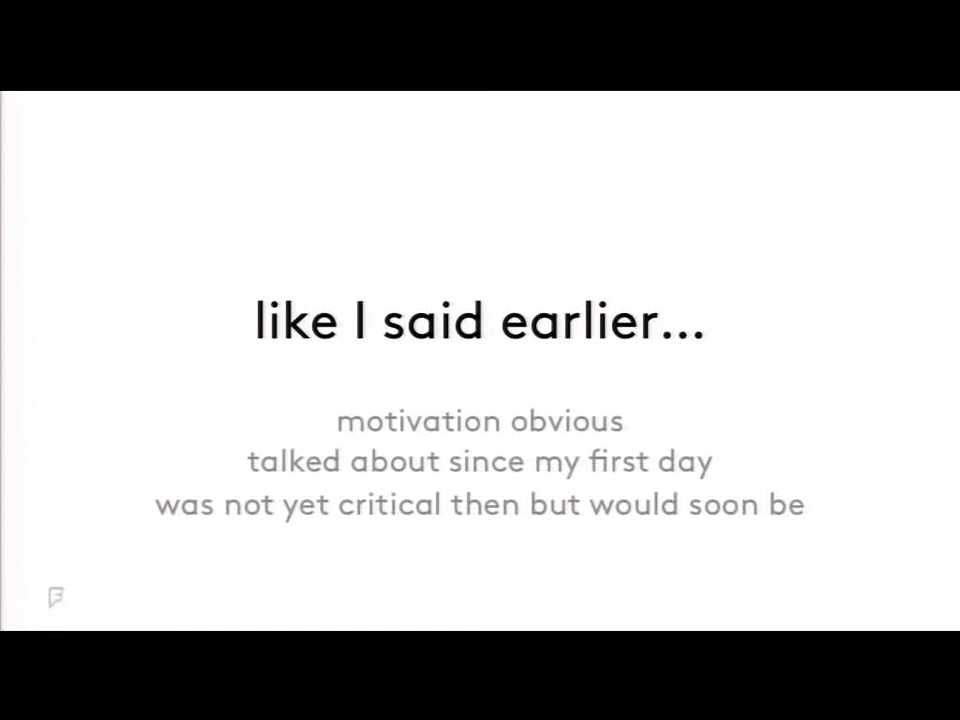 like I said earlier...
motivation obvious
talked about since my first day
was not yet critical then but would soon be